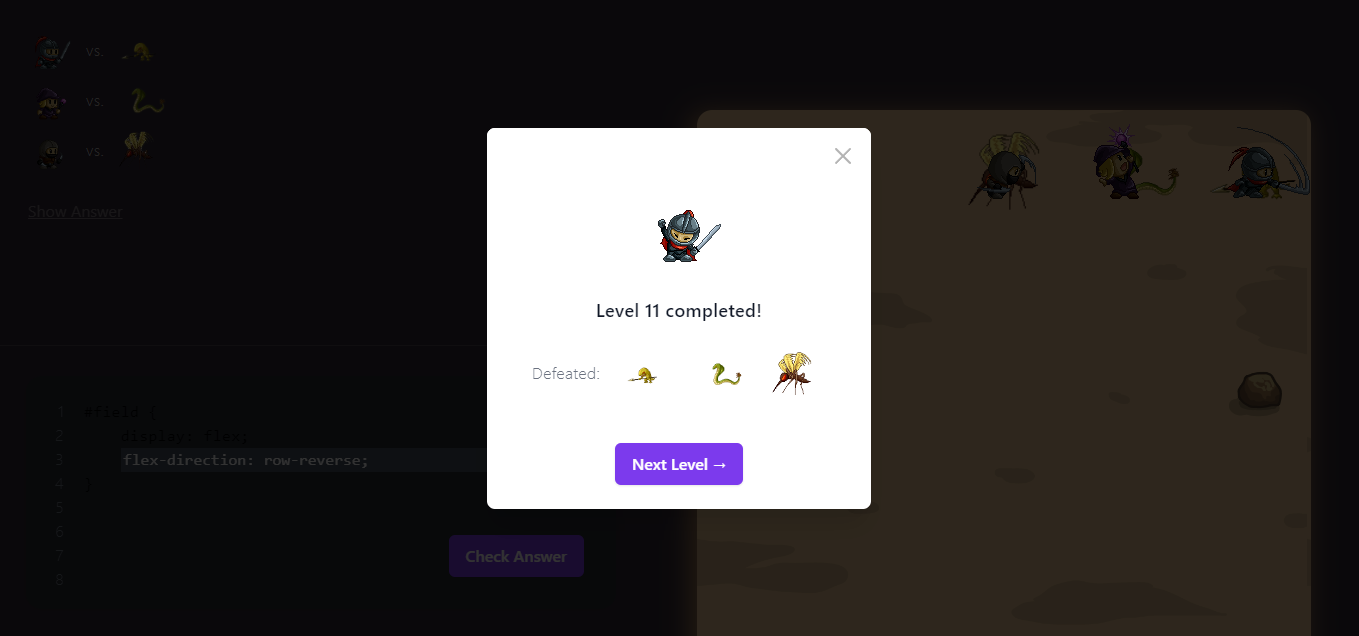 vs.
vs.
vs.
Show Answer
Level 11 completed!
Defeated:
Next Level →
1 #field {
2 display: flex;
3 flex-direction: row-reverse;
4 }
5
6
7
8
Check Answer